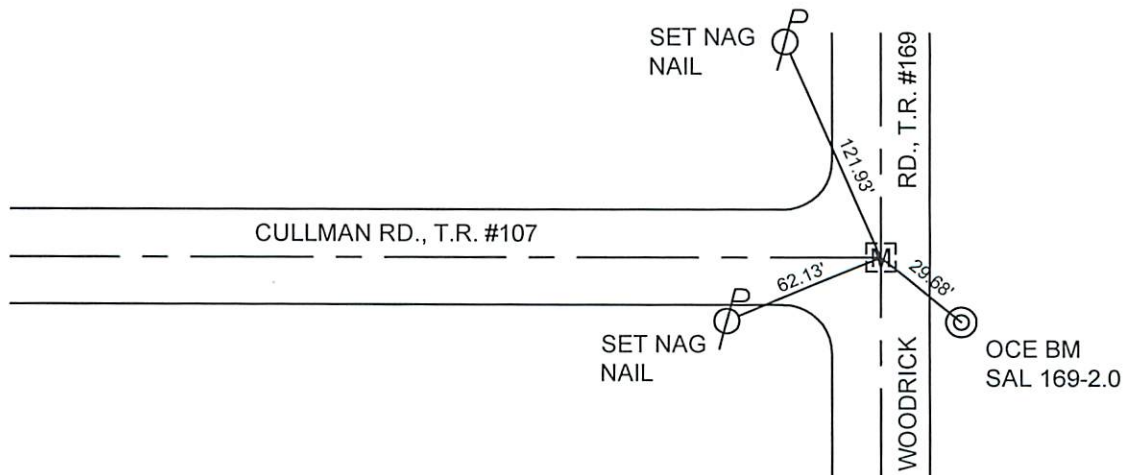 SET NAG
NAIL
P
RD., T.R. #169
121.93'
CULLMAN RD., T.R. #107
M
62.13'
29.68'
P
SET NAG
NAIL
OCE BM
SAL 169-2.0
WOODRICK